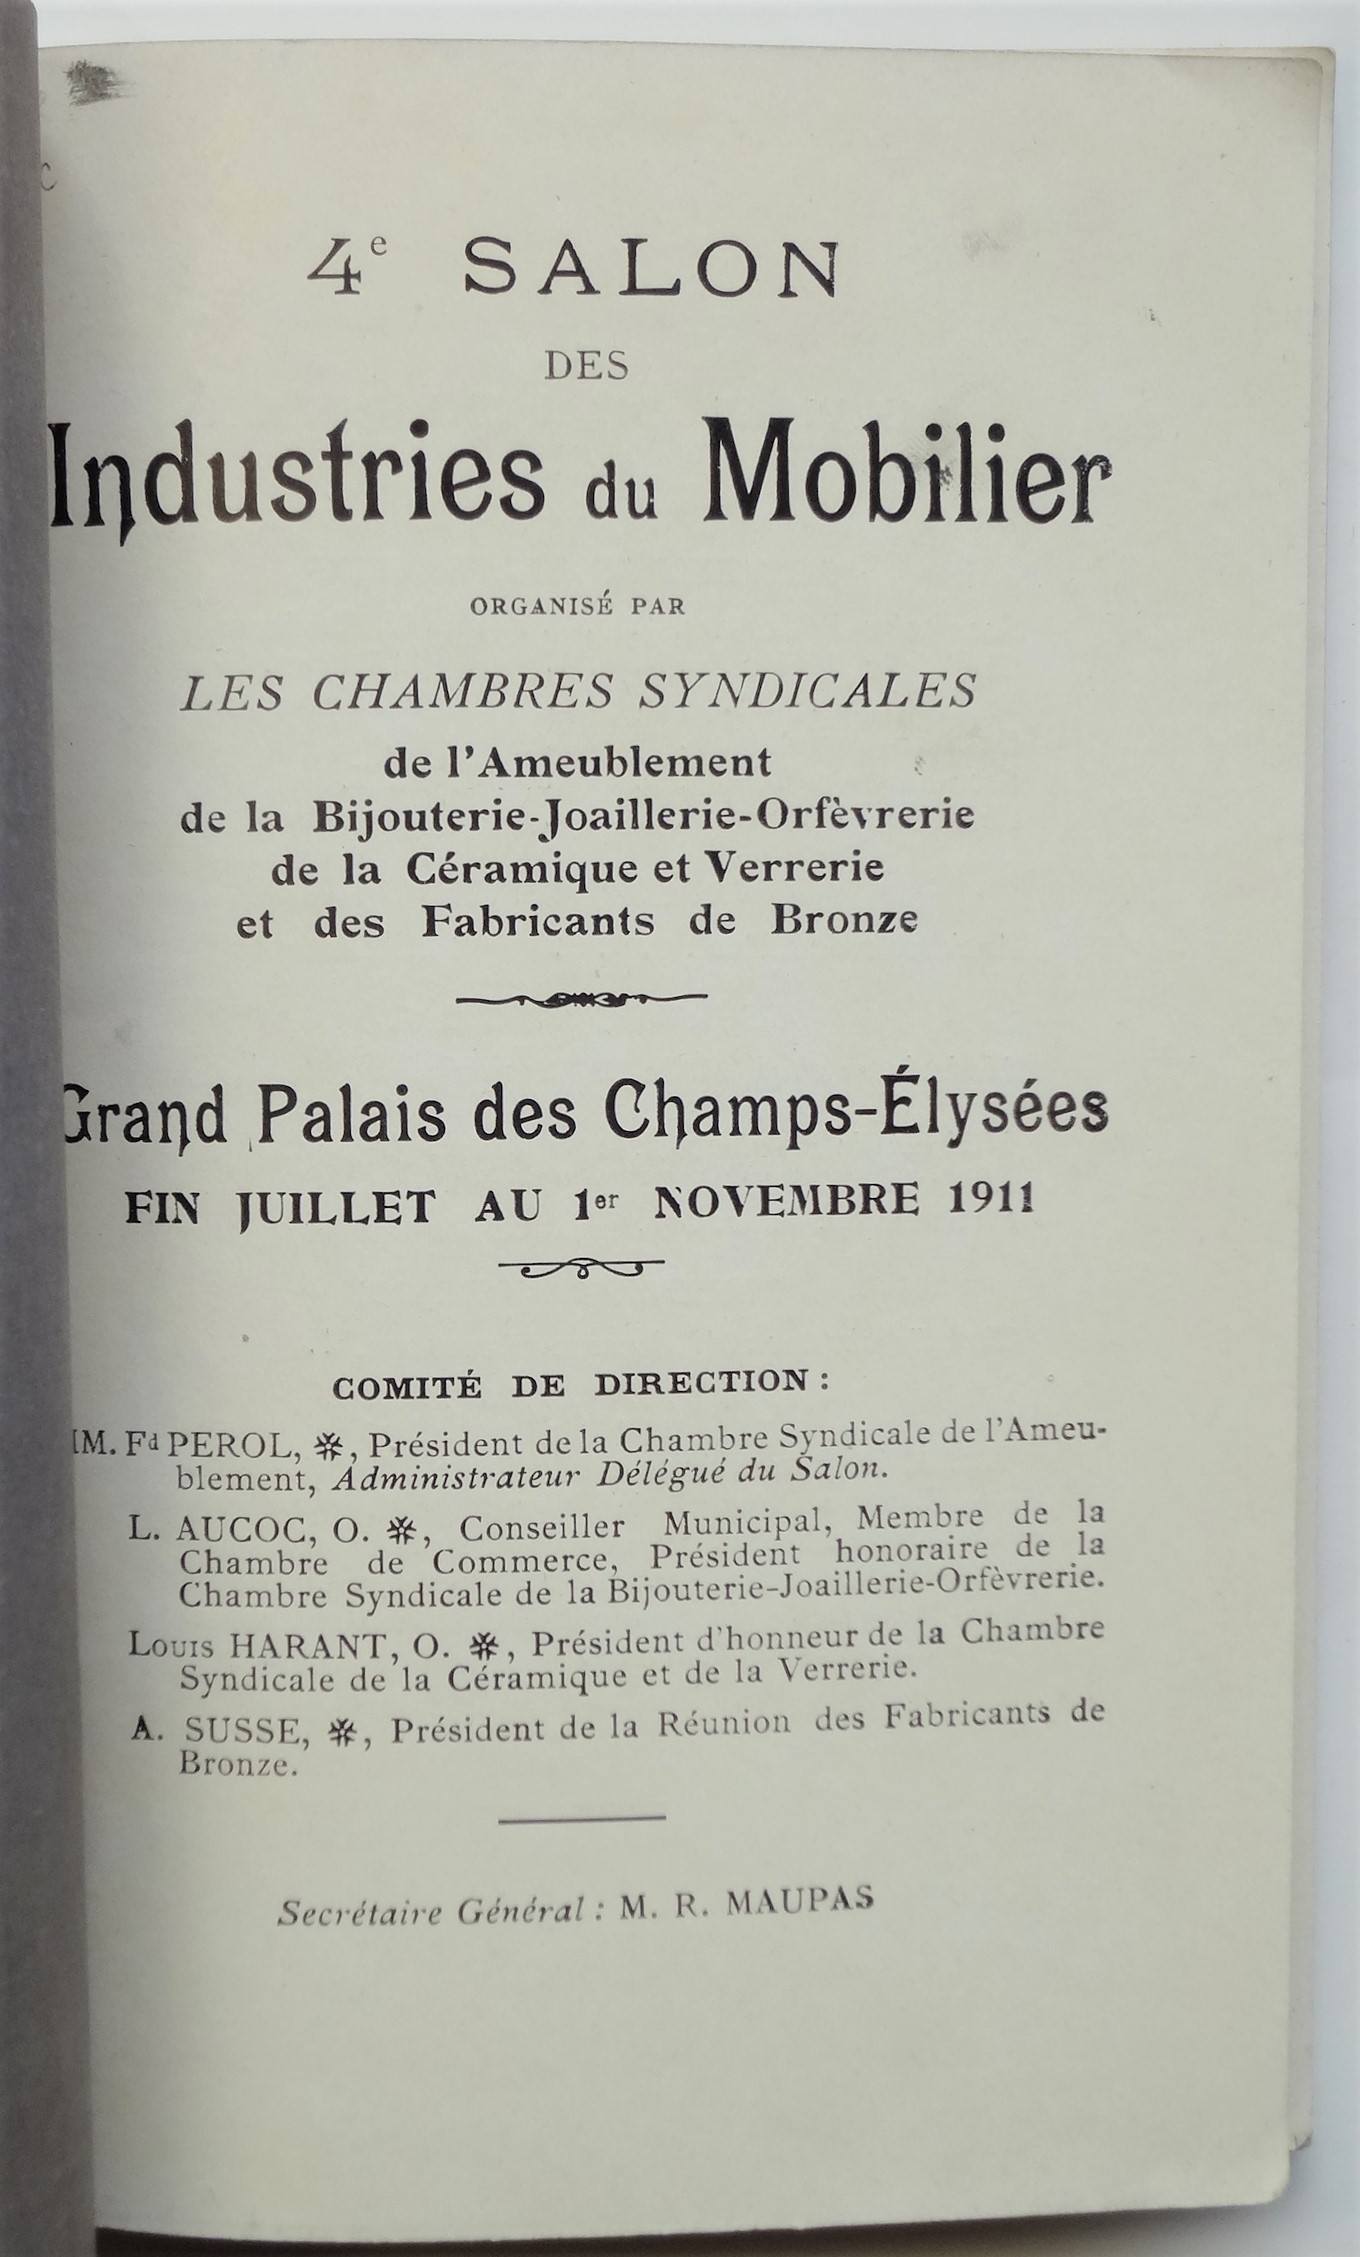 4e SALON
DES
Industries du Mobilier
ORGANISÉ PAR
LES CHAMBRES SYNDICALES
de l'Ameublement
de la Bijouterie-Joaillerie-Orfèvrerie
de la Céramique et Verrerie
et des Fabricants de Bronze
Grand Palais des Champs-Élysées
FIN JUILLET AU 1er NOVEMBRE 1911
COMITÉ DE DIRECTION :
MM. Fd PEROL, ✻, Président de la Chambre Syndicale de l'Ameu-
blement, Administrateur Délégué du Salon.
L. AUCOC, O. ✻, Conseiller Municipal, Membre de la
Chambre de Commerce, Président honoraire de la
Chambre Syndicale de la Bijouterie-Joaillerie-Orfèvrerie.
Louis HARANT, O. ✻, Président d'honneur de la Chambre
Syndicale de la Céramique et de la Verrerie.
A. SUSSE, ✻, Président de la Réunion des Fabricants de
Bronze.
Secrétaire Général : M. R. MAUPAS